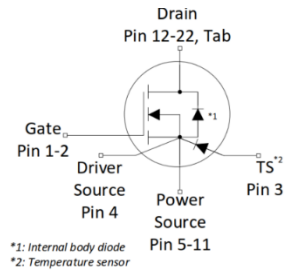 Drain
Pin 12-22, Tab
*1
Gate
Pin 1-2
Driver
Source
Pin 4
Power
Source
Pin 5-11
TS*2
Pin 3
*1: Internal body diode
*2: Temperature sensor